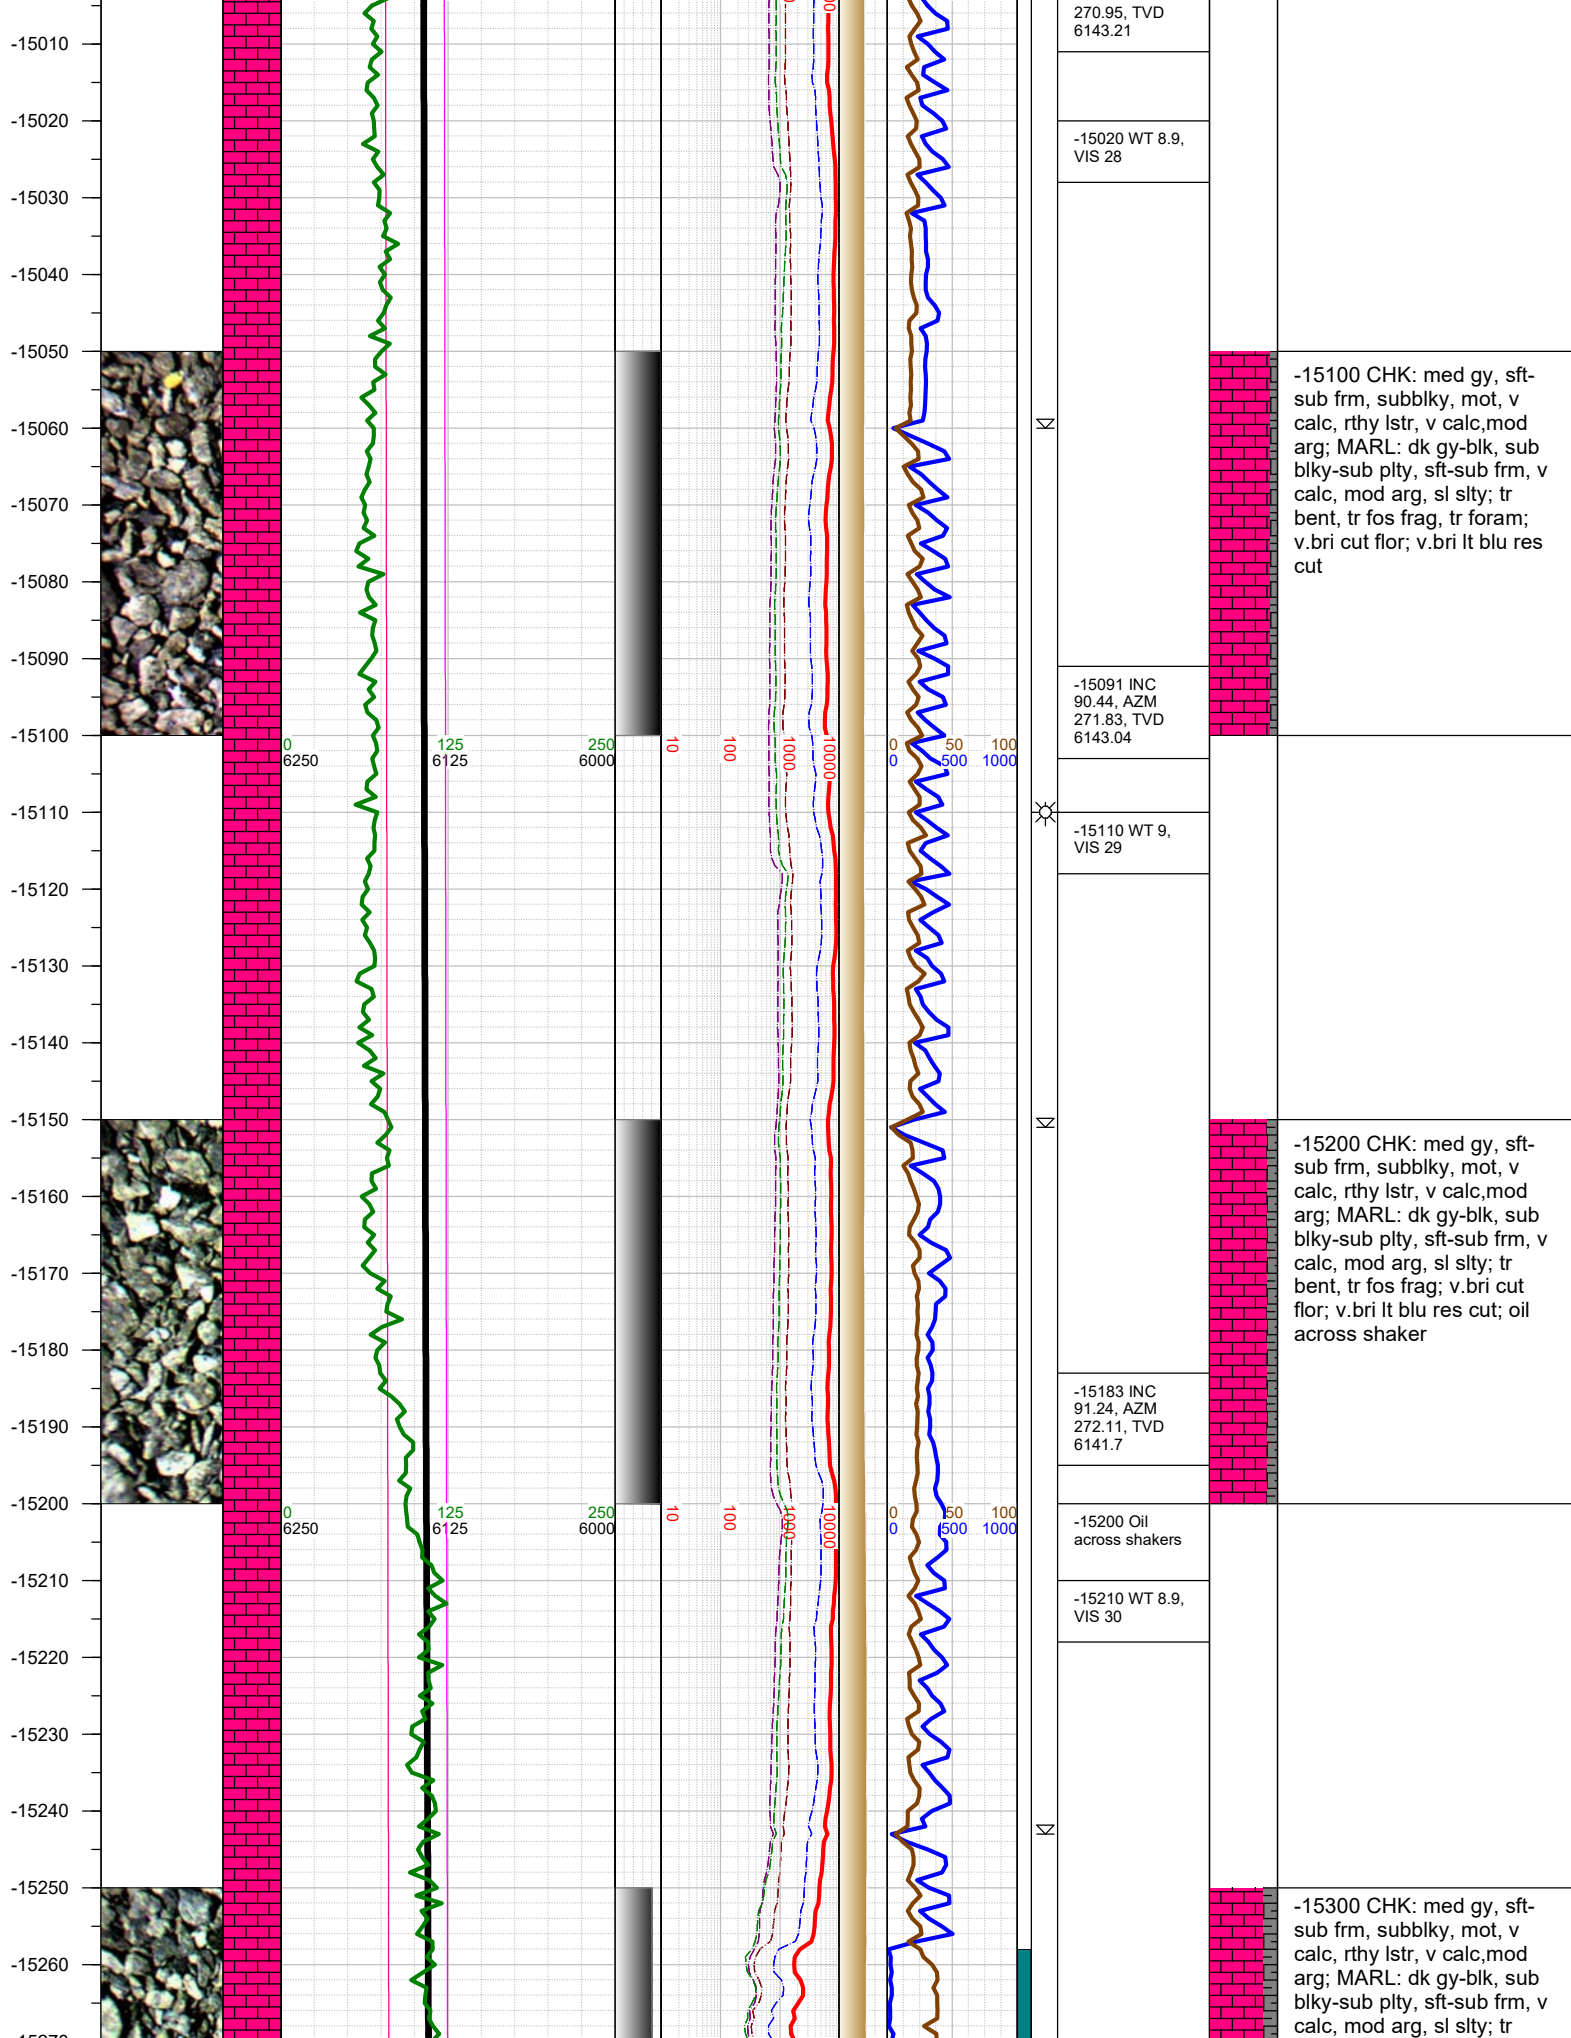 270.95, TVD
6143.21
-15010
-15020
-15020 WT 8.9,
VIS 28
-15030
-15040
-15050
-15100 CHK: med gy, sft-
sub frm, subblky, mot, v
calc, rthy lstr, v calc,mod
arg; MARL: dk gy-blk, sub
blky-sub plty, sft-sub frm, v
calc, mod arg, sl slty; tr
bent, tr fos frag, tr foram;
v.bri cut flor; v.bri lt blu res
cut
-15060
-15070
-15080
-15090
-15091 INC
90.44, AZM
271.83, TVD
6143.04
-15100
0 125 250
6250 6125 6000
10 100 1000 10000
0 50 100
0 500 1000
-15110
-15110 WT 9,
VIS 29
-15120
-15130
-15140
-15150
-15200 CHK: med gy, sft-
sub frm, subblky, mot, v
calc, rthy lstr, v calc,mod
arg; MARL: dk gy-blk, sub
blky-sub plty, sft-sub frm, v
calc, mod arg, sl slty; tr
bent, tr fos frag; v.bri cut
flor; v.bri lt blu res cut; oil
across shaker
-15160
-15170
-15180
-15183 INC
91.24, AZM
272.11, TVD
6141.7
-15190
-15200
0 125 250
6250 6125 6000
10 100 1000 10000
0 50 100
0 500 1000
-15200 Oil
across shakers
-15210
-15210 WT 8.9,
VIS 30
-15220
-15230
-15240
-15250
-15300 CHK: med gy, sft-
sub frm, subblky, mot, v
calc, rthy lstr, v calc,mod
arg; MARL: dk gy-blk, sub
blky-sub plty, sft-sub frm, v
calc, mod arg, sl slty; tr
-15260
-15270